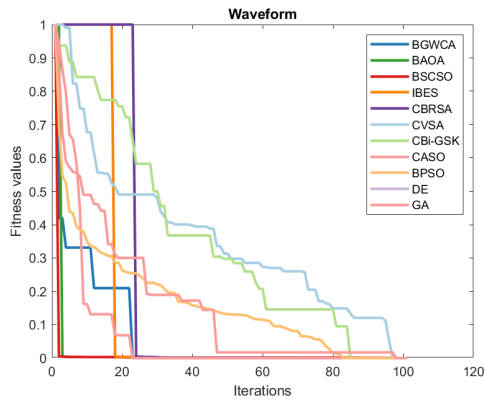 Waveform
Fitness values
1
0.9
0.8
0.7
0.6
0.5
0.4
0.3
0.2
0.1
0
BGWCA
BAOA
BSCSO
IBES
CBRSA
CVSA
CBi-GSK
CASO
BPSO
DE
GA
0 20 40 60 80 100 120
Iterations